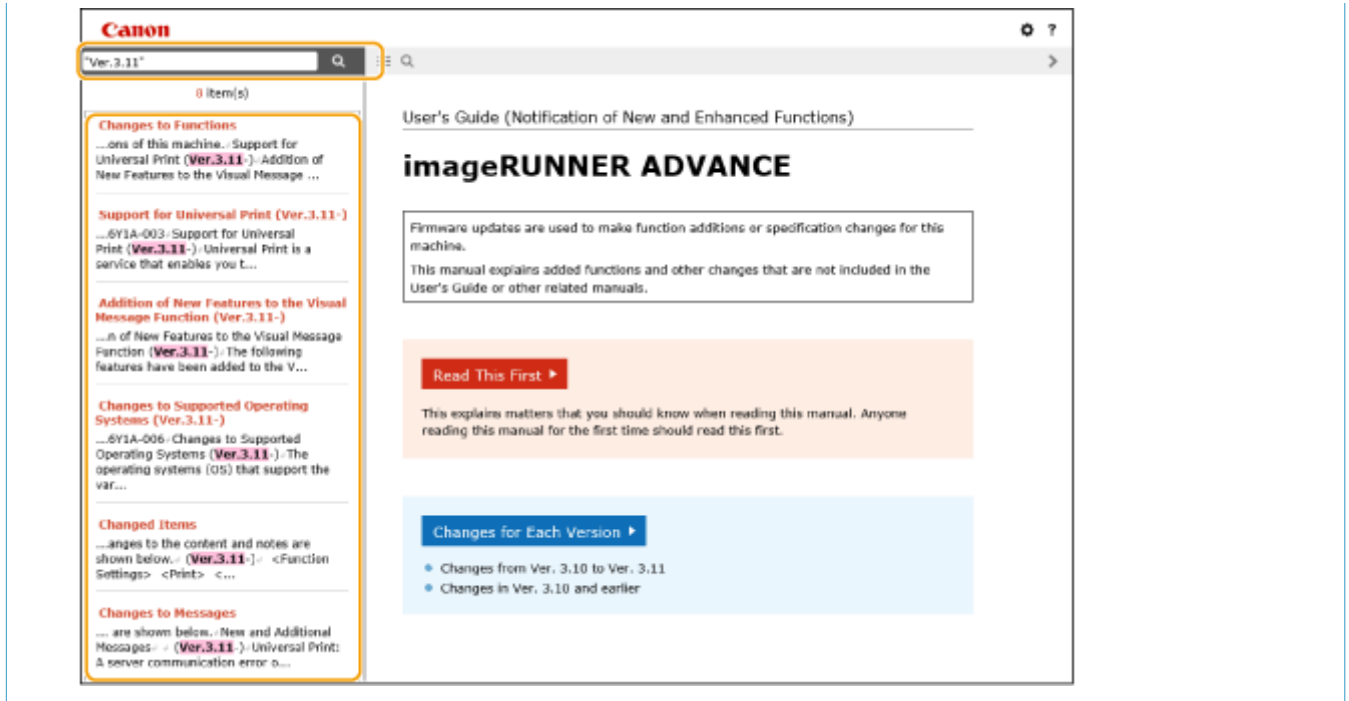 Canon
?
"Ver.3.11"
8 item(s)
Changes to Functions
....ons of this machine. Support for
Universal Print (Ver.3.11-) Addition of
New Features to the Visual Message ...
Support for Universal Print (Ver.3.11-)
....6Y1A-003 Support for Universal
Print (Ver.3.11-) Universal Print is a
service that enables you t...
Addition of New Features to the Visual
Message Function (Ver.3.11-)
....n of New Features to the Visual Message
Function (Ver.3.11-) The following
features have been added to the V...
Changes to Supported Operating
Systems (Ver.3.11-)
....6Y1A-006 Changes to Supported
Operating Systems (Ver.3.11-) The
operating systems (OS) that support the
var....
Changed Items
....anges to the content and notes are
shown below. (Ver.3.11-) <Function
Settings> <Print> <...
Changes to Messages
.... are shown below. New and Additional
Messages (Ver.3.11-) Universal Print:
A server communication error o...
User's Guide (Notification of New and Enhanced Functions)
imageRUNNER ADVANCE
Firmware updates are used to make function additions or specification changes for this
machine.
This manual explains added functions and other changes that are not included in the
User's Guide or other related manuals.
Read This First
This explains matters that you should know when reading this manual. Anyone
reading this manual for the first time should read this first.
Changes for Each Version
Changes from Ver. 3.10 to Ver. 3.11
Changes in Ver. 3.10 and earlier